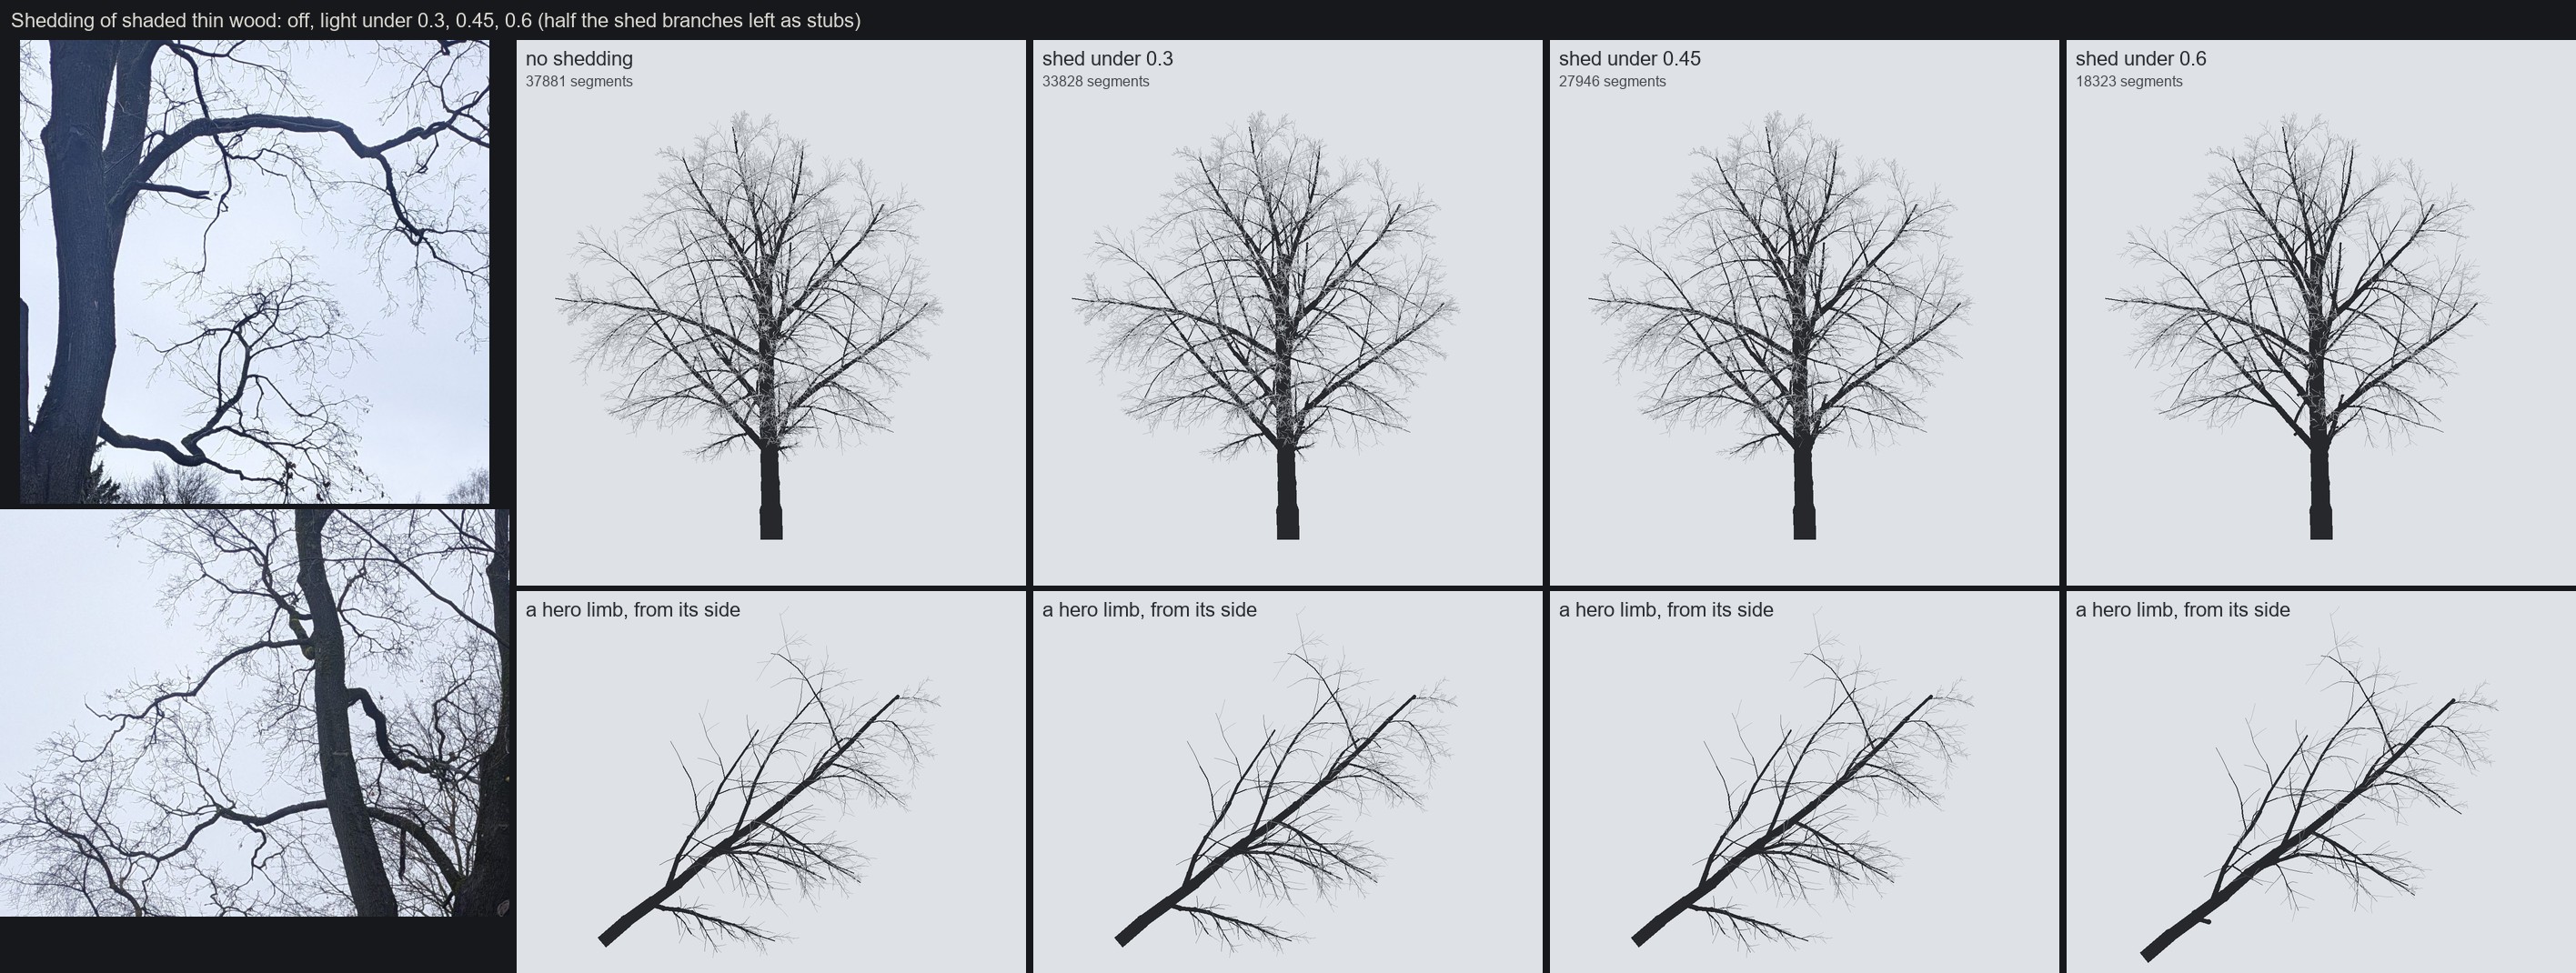 Shedding of shaded thin wood: off, light under 0.3, 0.45, 0.6 (half the shed branches left as stubs)
no shedding
37881 segments
shed under 0.3
33828 segments
shed under 0.45
27946 segments
shed under 0.6
18323 segments
a hero limb, from its side
a hero limb, from its side
a hero limb, from its side
a hero limb, from its side